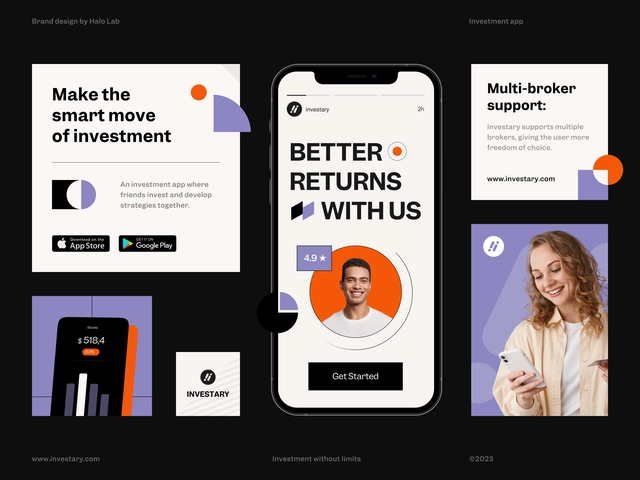 Brand design by Halo Lab
Investment app
Make the
smart move
of investment
An investment app where
friends invest and develop
strategies together.
Download on the
App Store
GET IT ON
Google Play
Stocks
$ 518,4
INVESTARY
investary
2h
BETTER
RETURNS
WITH US
4.9 ★
Get Started
Multi-broker
support:
Investary supports multiple
brokers, giving the user more
freedom of choice.
www.investary.com
www.investary.com
Investment without limits
©2023